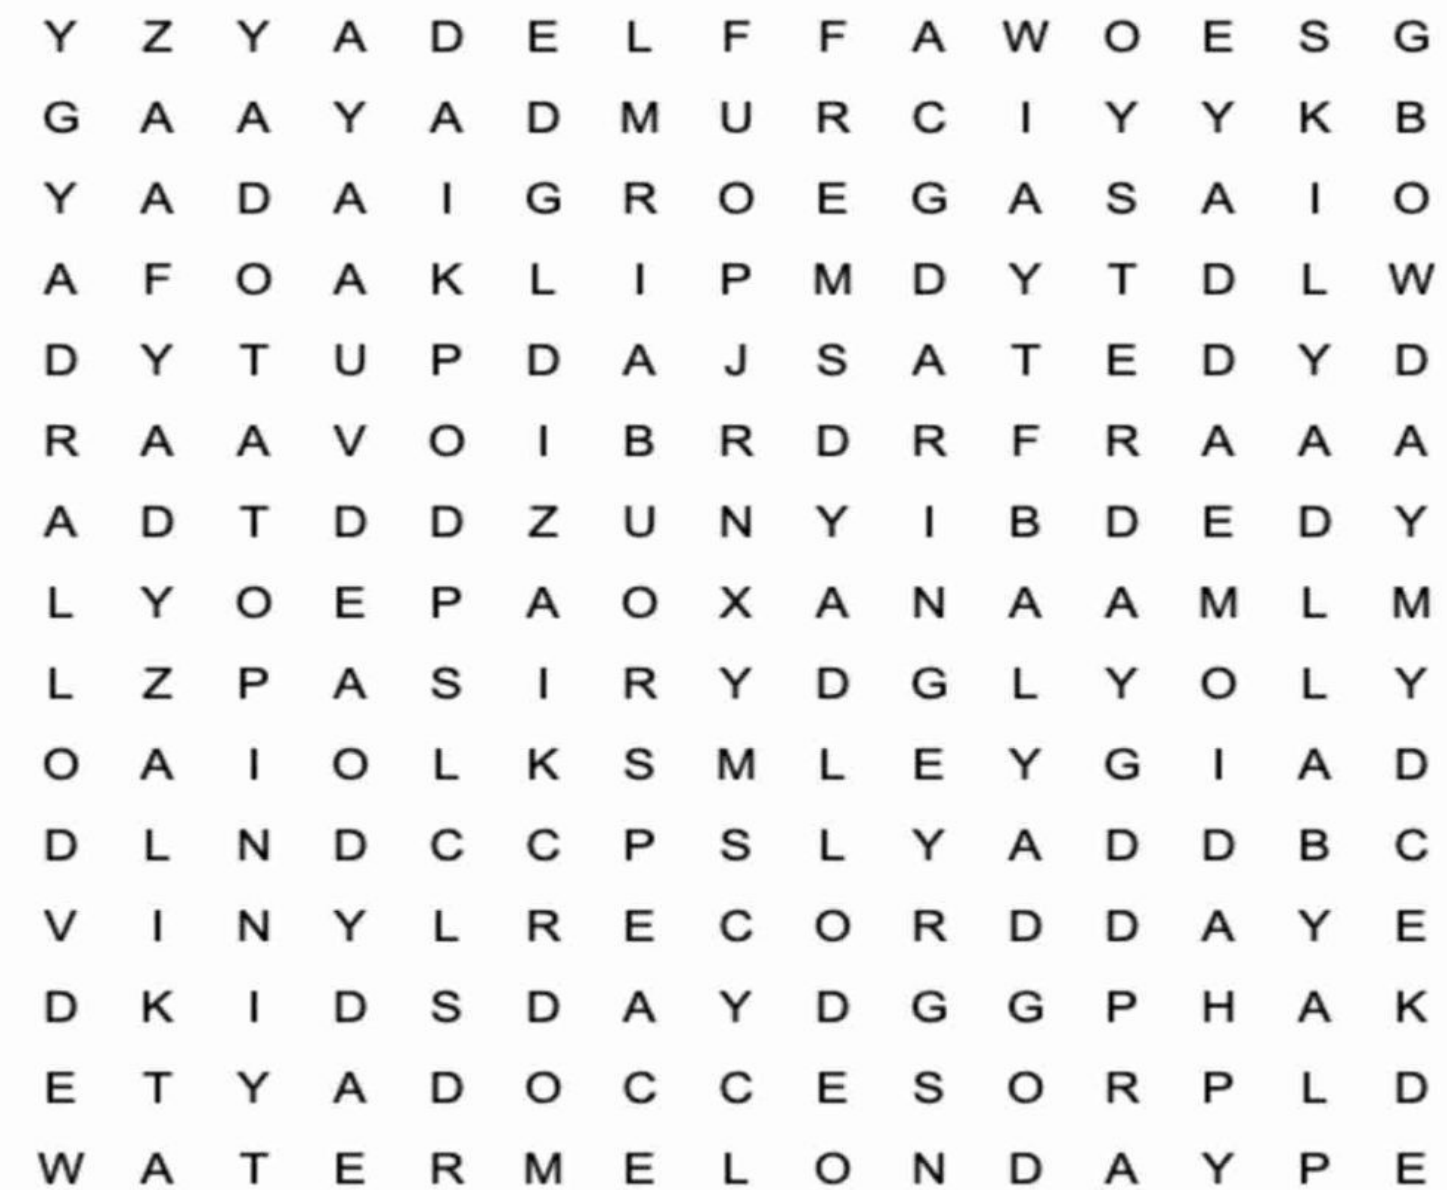 Y Z Y A D E L F F A W O E S G
G A A Y A D M U R C I Y Y K B
Y A D A I G R O E G A S A I O
A F O A K L I P M D Y T D L W
D Y T U P D A J S A T E D Y D
R A A V O I B R D R F R A A A
A D T D D Z U N Y I B D E D Y
L Y O E P A O X A N A A M L M
L Z P A S I R Y D G L Y O L Y
O A I O L K S M L E Y G I A D
D L N D C C P S L Y A D D B C
V I N Y L R E C O R D D A Y E
D K I D S D A Y D G G P H A K
E T Y A D O C C E S O R P L D
W A T E R M E L O N D A Y P E